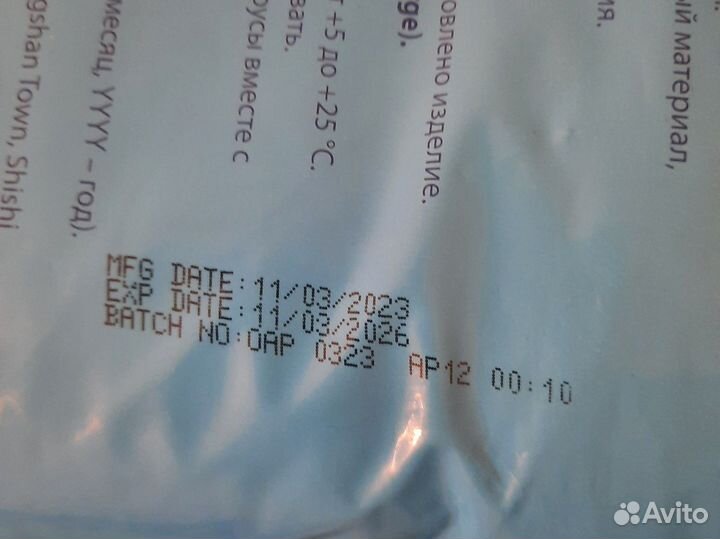 ый материал,
ия.
овлено изделие.
ge).
т +5 до +25 °C.
вать.
русы вместе с
месяц, YYYY – год).
gshan Town, Shishi
MFG DATE:11/03/2023
EXP DATE:11/03/2026
BATCH NO:OAP 0323 AP12 00:10
Avito